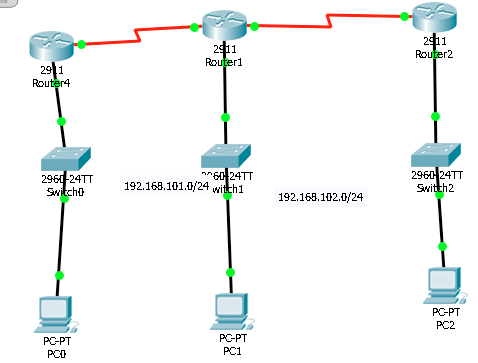 2911
Router4
2911
Router1
2911
Router2
2960-24TT
Switch0
192.168.101.0/24
2960-24TT
witch1
192.168.102.0/24
2960-24TT
Switch2
PC-PT
PC0
PC-PT
PC1
PC-PT
PC2